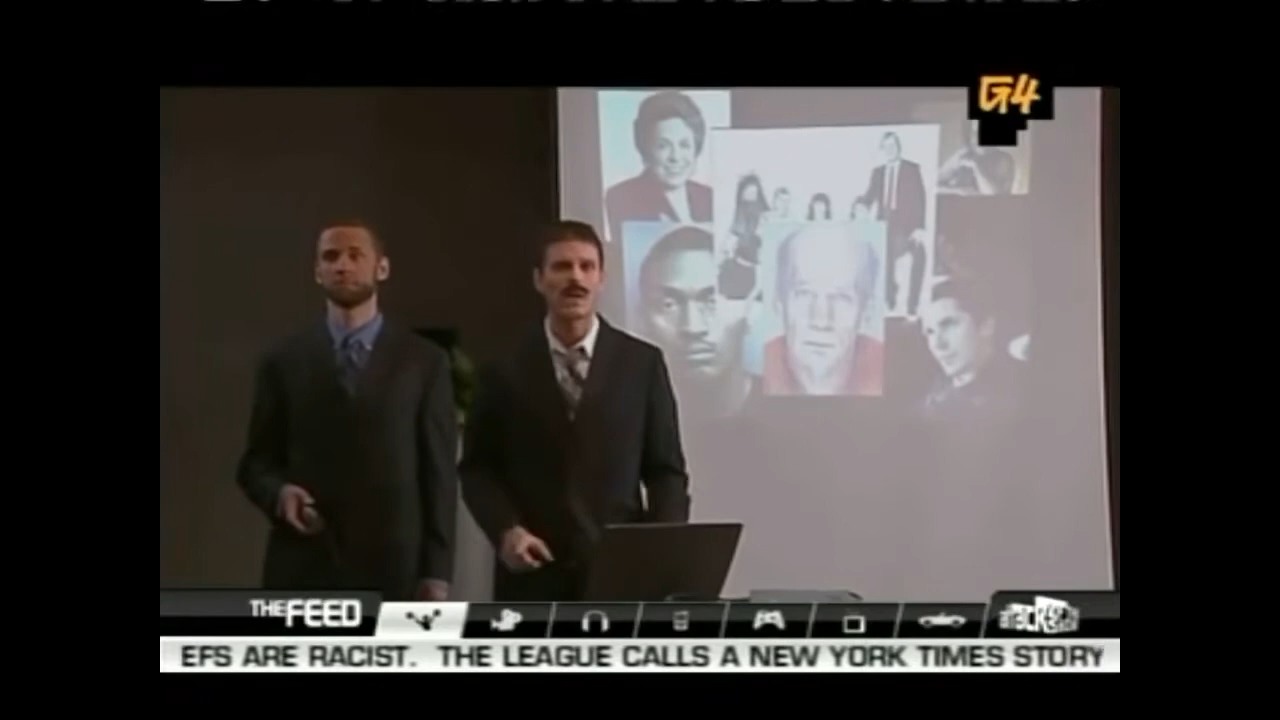 G4
THE FEED
EFS ARE RACIST. THE LEAGUE CALLS A NEW YORK TIMES STORY